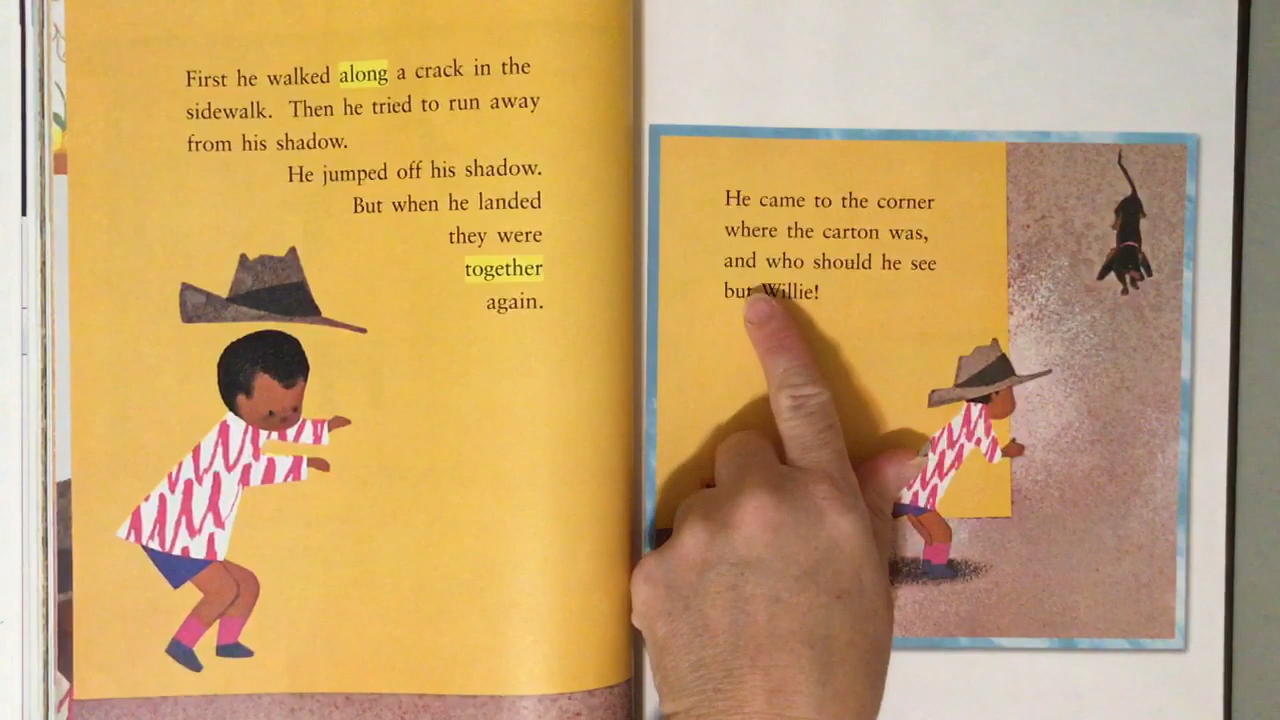 First he walked along a crack in the
sidewalk. Then he tried to run away
from his shadow.
He jumped off his shadow.
But when he landed
they were
together
again.
He came to the corner
where the carton was,
and who should he see
but Willie!